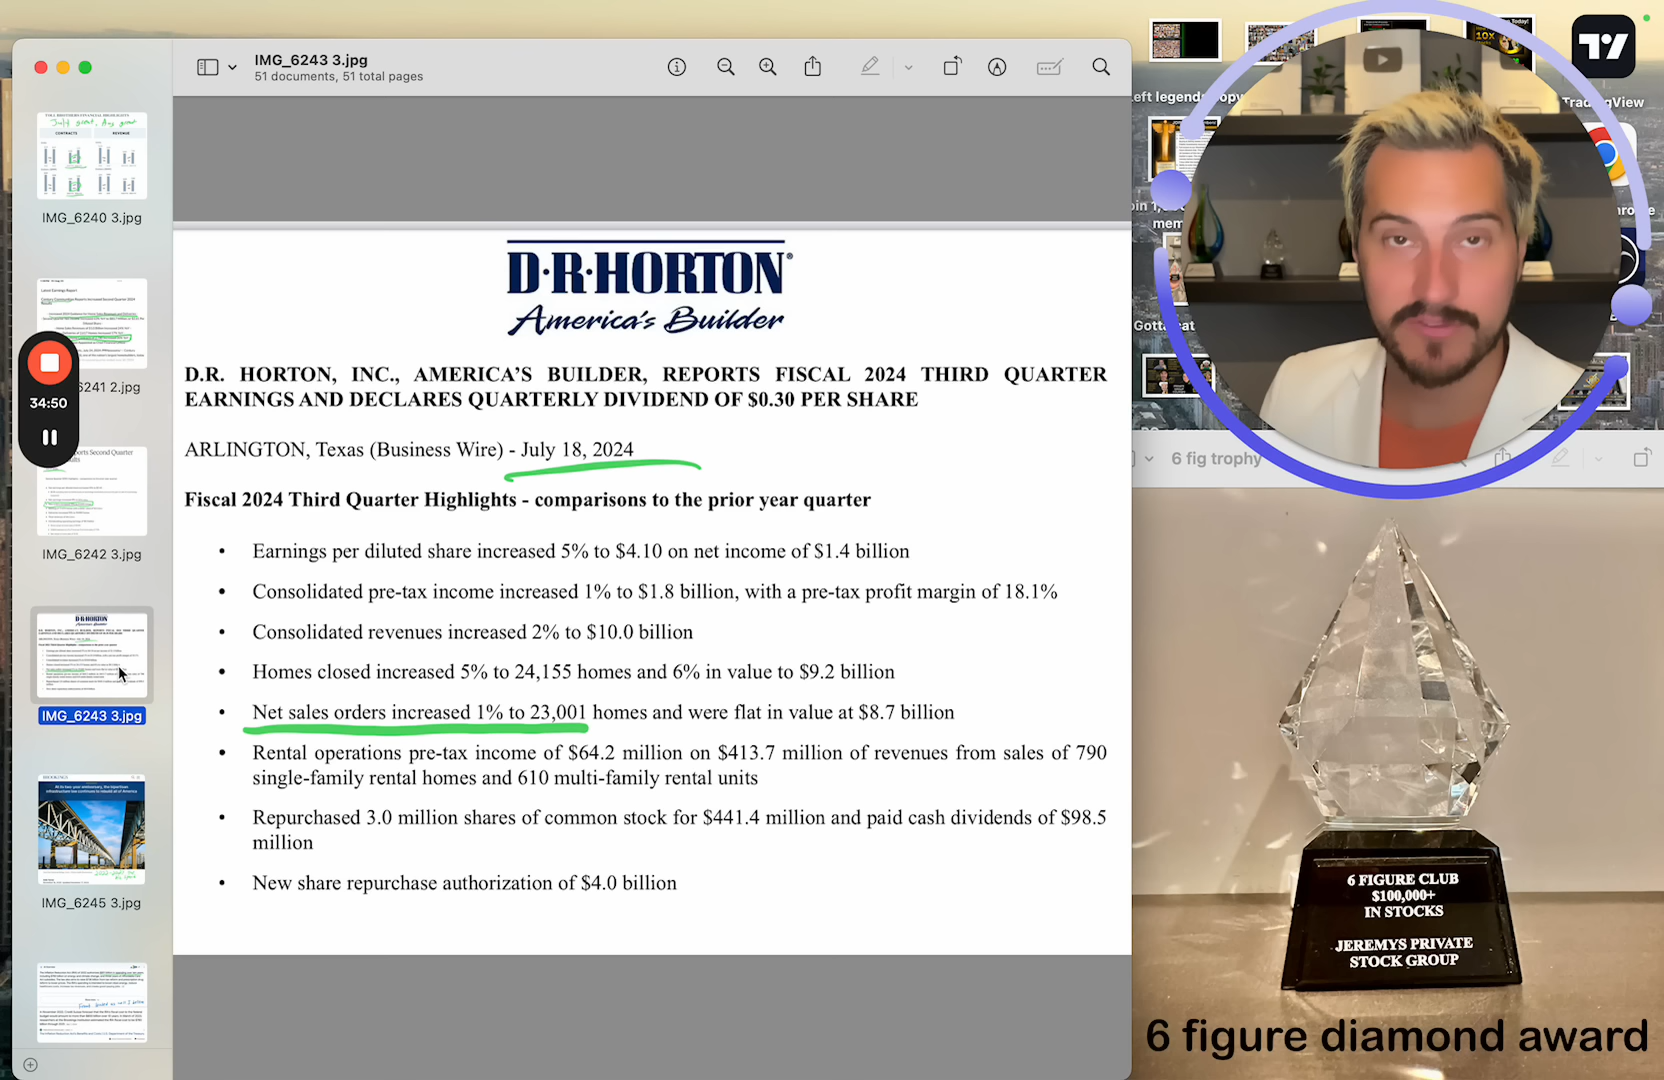 IMG_6243 3.jpg
51 documents, 51 total pages
IMG_6240 3.jpg
6241 2.jpg
34:50
IMG_6242 3.jpg
IMG_6243 3.jpg
IMG_6245 3.jpg
D·R·HORTON®
America's Builder
D.R. HORTON, INC., AMERICA'S BUILDER, REPORTS FISCAL 2024 THIRD QUARTER
EARNINGS AND DECLARES QUARTERLY DIVIDEND OF $0.30 PER SHARE
ARLINGTON, Texas (Business Wire) - July 18, 2024
Fiscal 2024 Third Quarter Highlights - comparisons to the prior year quarter
• Earnings per diluted share increased 5% to $4.10 on net income of $1.4 billion
• Consolidated pre-tax income increased 1% to $1.8 billion, with a pre-tax profit margin of 18.1%
• Consolidated revenues increased 2% to $10.0 billion
• Homes closed increased 5% to 24,155 homes and 6% in value to $9.2 billion
• Net sales orders increased 1% to 23,001 homes and were flat in value at $8.7 billion
• Rental operations pre-tax income of $64.2 million on $413.7 million of revenues from sales of 790
single-family rental homes and 610 multi-family rental units
• Repurchased 3.0 million shares of common stock for $441.4 million and paid cash dividends of $98.5
million
• New share repurchase authorization of $4.0 billion
TradingView
6 fig trophy
6 FIGURE CLUB
$100,000+
IN STOCKS
JEREMYS PRIVATE
STOCK GROUP
6 figure diamond award